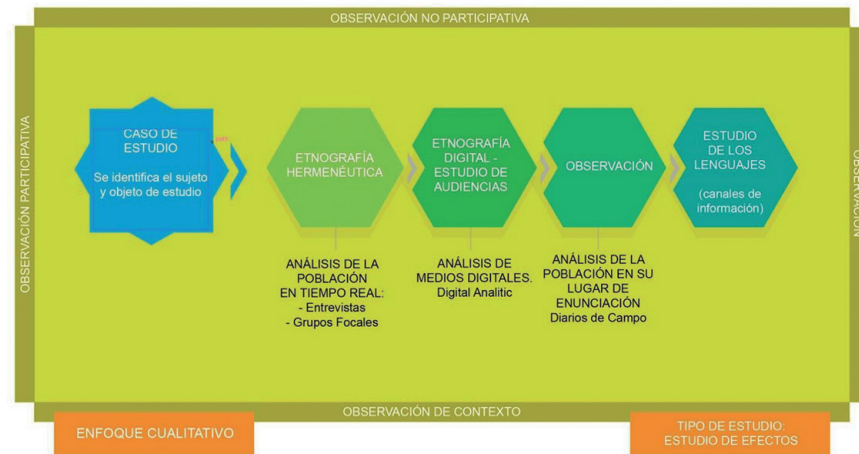 OBSERVACIÓN NO PARTICIPATIVA
OBSERVACIÓN PARTICIPATIVA
CASO DE
ESTUDIO
Se identifica el sujeto
y objeto de estudio
ETNOGRAFÍA
HERMENÉUTICA
ETNOGRAFÍA
DIGITAL -
ESTUDIO DE
AUDIENCIAS
OBSERVACIÓN
ESTUDIO
DE LOS
LENGUAJES
(canales de
información)
OBSERVACIÓN
ANÁLISIS DE LA
POBLACIÓN
EN TIEMPO REAL:
- Entrevistas
- Grupos Focales
ANÁLISIS DE
MEDIOS DIGITALES.
Digital Analitic
ANÁLISIS DE LA
POBLACIÓN EN SU
LUGAR DE
ENUNCIACIÓN
Diarios de Campo
OBSERVACIÓN DE CONTEXTO
ENFOQUE CUALITATIVO
TIPO DE ESTUDIO:
ESTUDIO DE EFECTOS